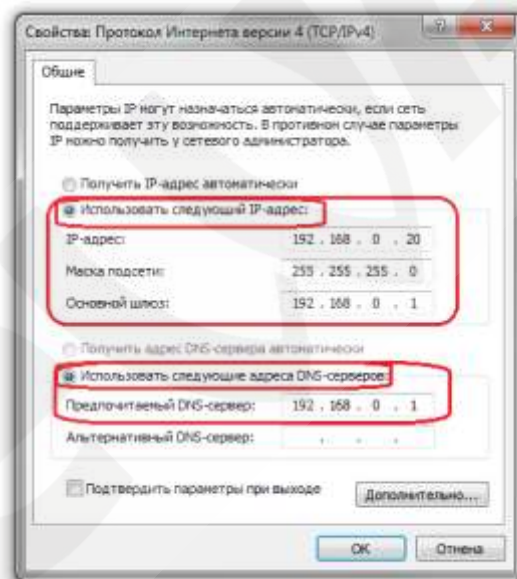 Свойства: Протокол Интернета версии 4 (TCP/IPv4)
Общие
Параметры IP могут назначаться автоматически, если сеть
поддерживает эту возможность. В противном случае параметры
IP можно получить у сетевого администратора.
Получить IP-адрес автоматически
Использовать следующий IP-адрес:
IP-адрес: 192 . 168 . 0 . 20
Маска подсети: 255 . 255 . 255 . 0
Основной шлюз: 192 . 168 . 0 . 1
Получить адрес DNS-сервера автоматически
Использовать следующие адреса DNS-серверов:
Предпочитаемый DNS-сервер: 192 . 168 . 0 . 1
Альтернативный DNS-сервер: . . .
Подтвердить параметры при выходе
Дополнительно...
ОК
Отмена